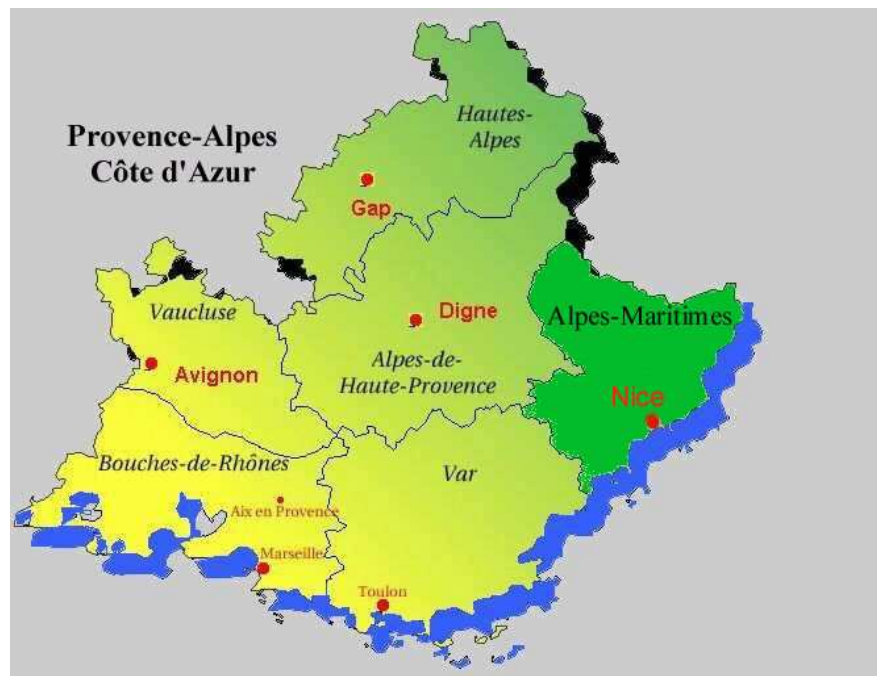 Provence-Alpes
Côte d'Azur
Hautes-
Alpes
Gap
Vaucluse
Digne
Alpes-Maritimes
Avignon
Alpes-de-
Haute-Provence
Nice
Bouches-de-Rhônes
Var
Aix en Provence
Marseille
Toulon